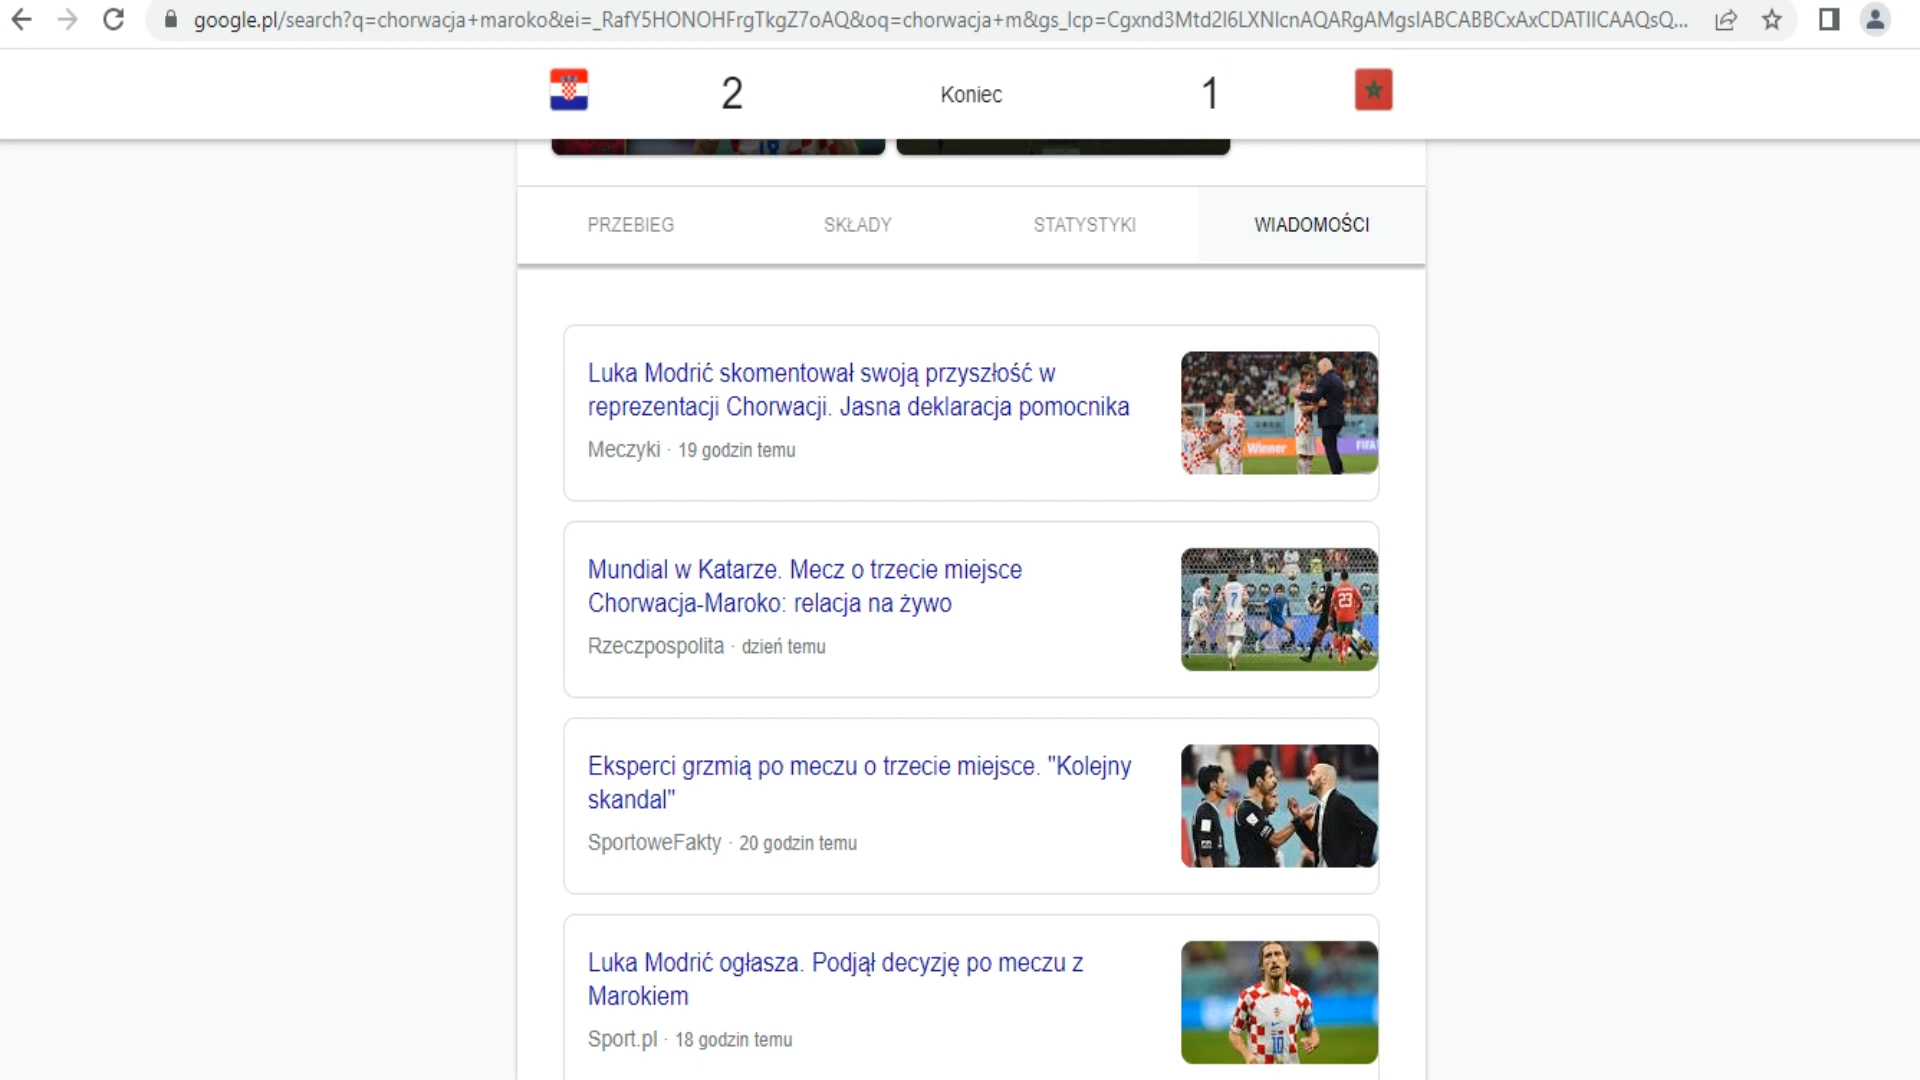 google.pl/search?q=chorwacja+maroko&ei=_RafY5HONOHFrgTkgZ7oAQ&oq=chorwacja+m&gs_lcp=Cgxnd3Mtd2l6LXNlcnAQARgAMgsIABCABBCxAxCDATIICAAQsQ...
2
Koniec
1
PRZEBIEG
SKŁADY
STATYSTYKI
WIADOMOŚCI
Luka Modrić skomentował swoją przyszłość w
reprezentacji Chorwacji. Jasna deklaracja pomocnika
Meczyki · 19 godzin temu
Winner
FIFA
Mundial w Katarze. Mecz o trzecie miejsce
Chorwacja-Maroko: relacja na żywo
Rzeczpospolita · dzień temu
7
23
Eksperci grzmią po meczu o trzecie miejsce. "Kolejny
skandal"
SportoweFakty · 20 godzin temu
Luka Modrić ogłasza. Podjął decyzję po meczu z
Marokiem
Sport.pl · 18 godzin temu
10